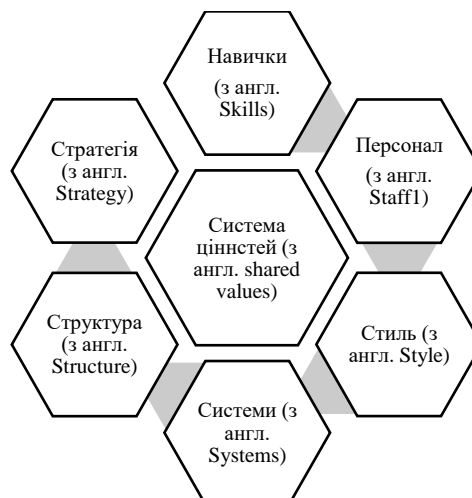 Навички
(з англ.
Skills)
Стратегія
(з англ.
Strategy)
Персонал
(з англ.
Staff1)
Система
ціннстей (з
англ. shared
values)
Структура
(з англ.
Structure)
Стиль (з
англ. Style)
Системи (з
англ.
Systems)